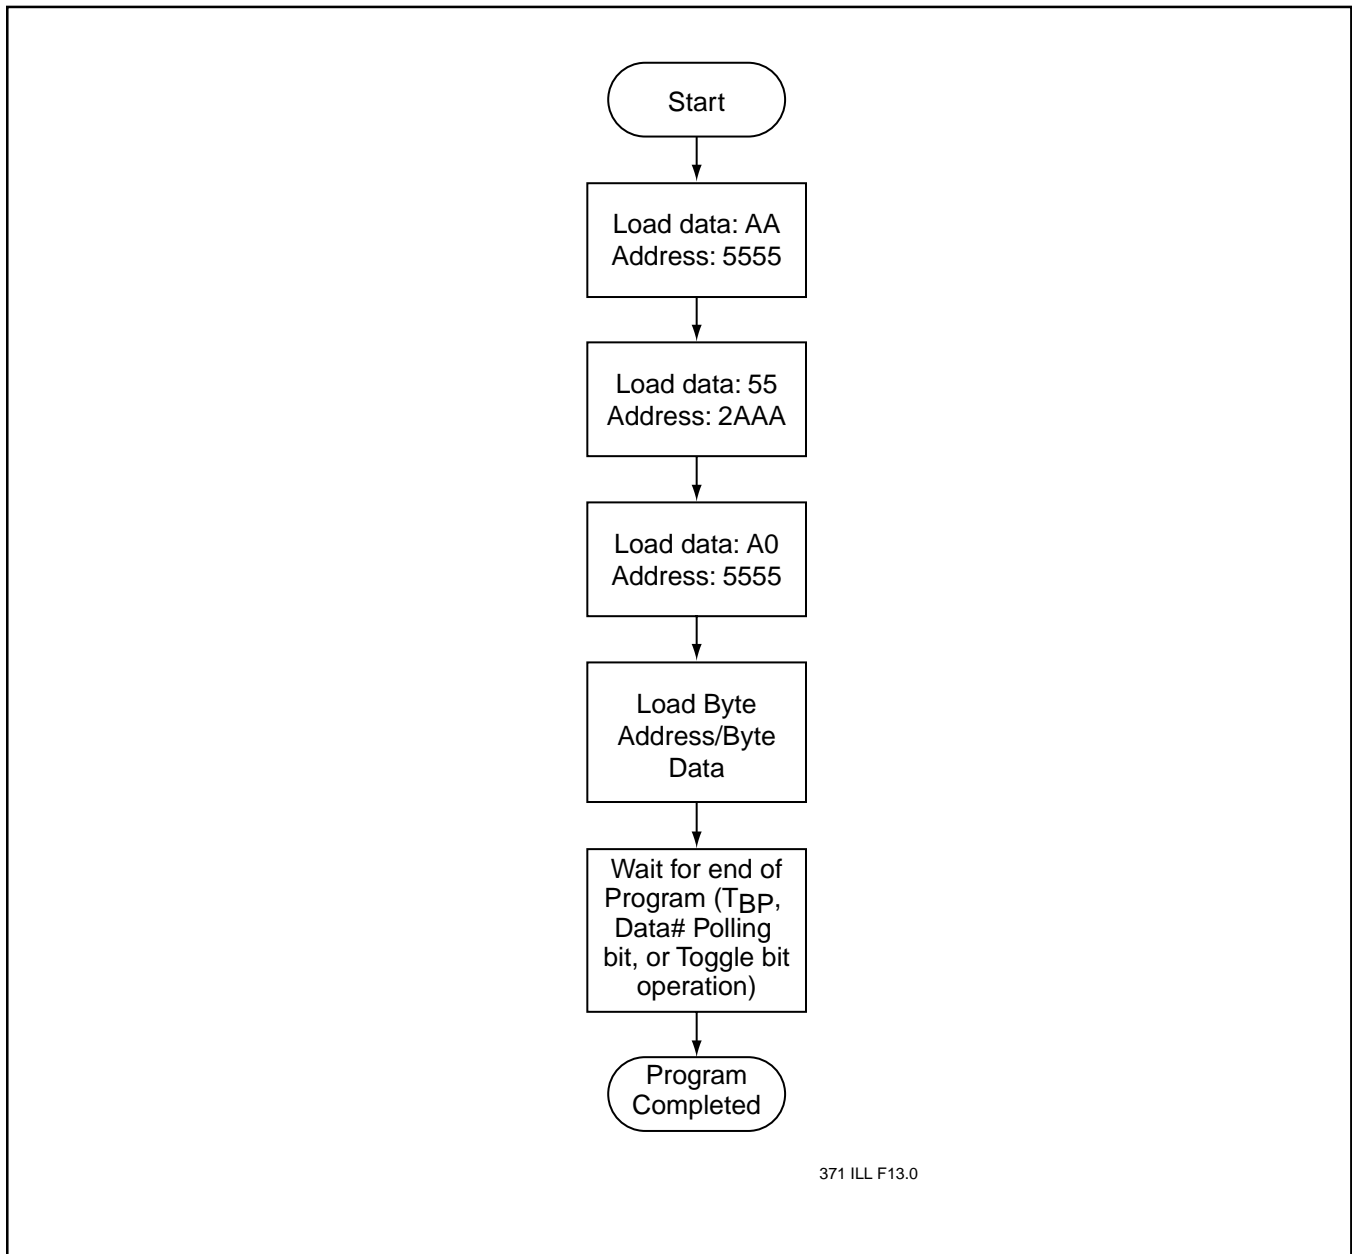 Start
Load data: AA
Address: 5555
Load data: 55
Address: 2AAA
Load data: A0
Address: 5555
Load Byte
Address/Byte
Data
Wait for end of
Program (TBP,
Data# Polling
bit, or Toggle bit
operation)
Program
Completed
371 ILL F13.0